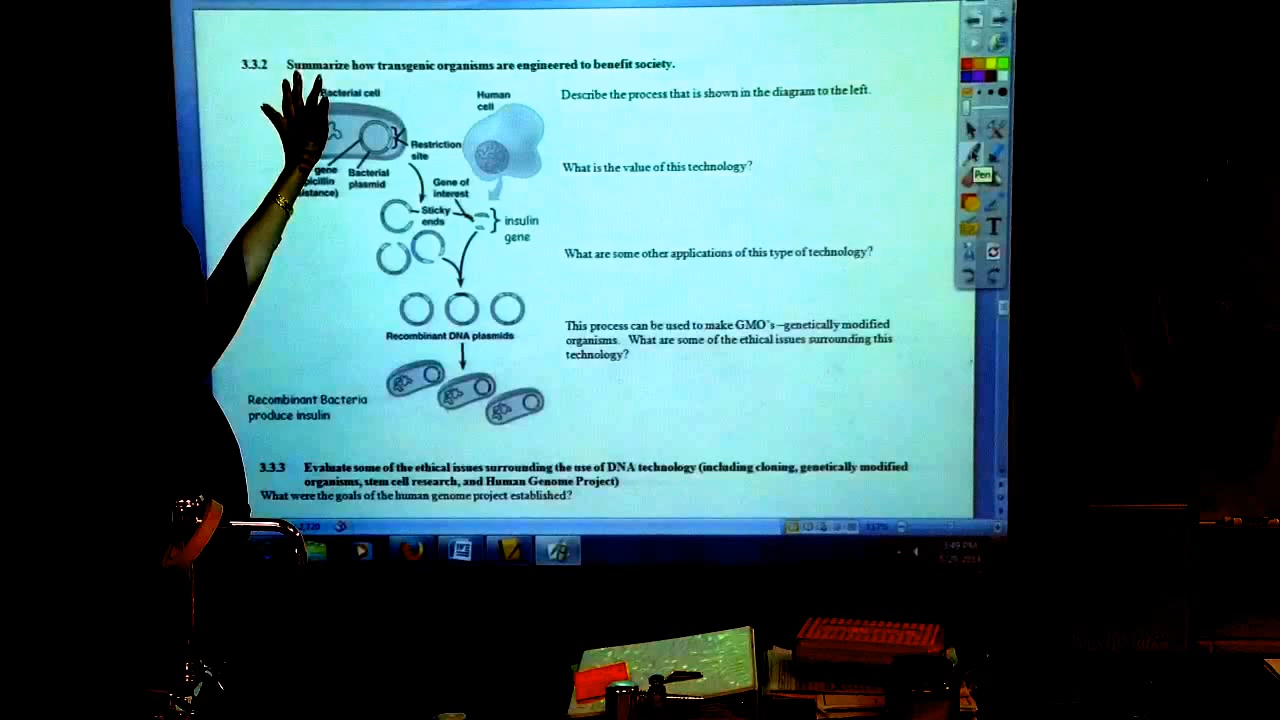 3.3.2 Summarize how transgenic organisms are engineered to benefit society.
Bacterial cell
Human
cell
Describe the process that is shown in the diagram to the left.
Restriction
site
What is the value of this technology?
gene
Bacterial
plasmid
Gene of
interest
Pen
Sticky
ends
insulin
gene
What are some other applications of this type of technology?
T
Recombinant DNA plasmids
This process can be used to make GMO's –genetically modified
organisms. What are some of the ethical issues surrounding this
technology?
Recombinant Bacteria
produce insulin
3.3.3 Evaluate some of the ethical issues surrounding the use of DNA technology (including cloning, genetically modified
organisms, stem cell research, and Human Genome Project)
What were the goals of the human genome project established?
117%